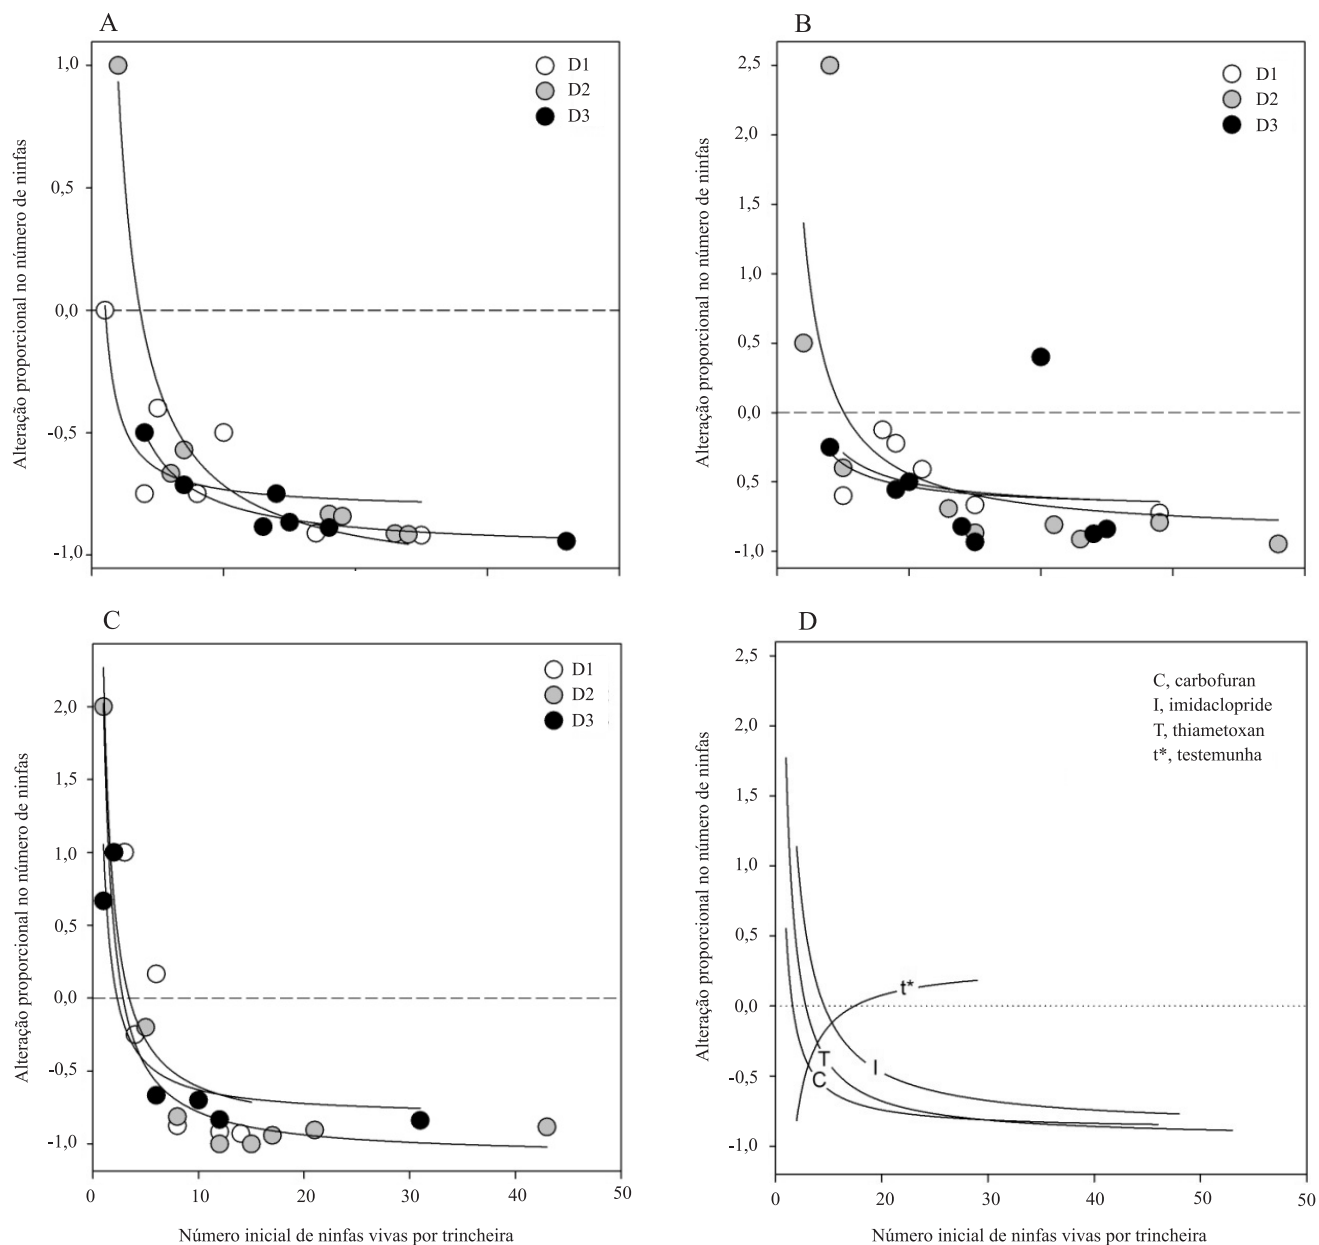 A
1,0
0,5
0,0
-0,5
-1,0
Alteração proporcional no número de ninfas
D1
D2
D3
B
2,5
2,0
1,5
1,0
0,5
0,0
0,5
-1,0
Alteração proporcional no número de ninfas
D1
D2
D3
C
2,0
1,5
1,0
0,5
0,0
-0,5
-1,0
Alteração proporcional no número de ninfas
D1
D2
D3
0 10 20 30 40 50
Número inicial de ninfas vivas por trincheira
D
2,5
2,0
1,5
1,0
0,5
0,0
-0,5
-1,0
Alteração proporcional no número de ninfas
C, carbofuran
I, imidaclopride
T, thiametoxan
t*, testemunha
t*
T
I
C
0 20 30 40 50
Número inicial de ninfas vivas por trincheira